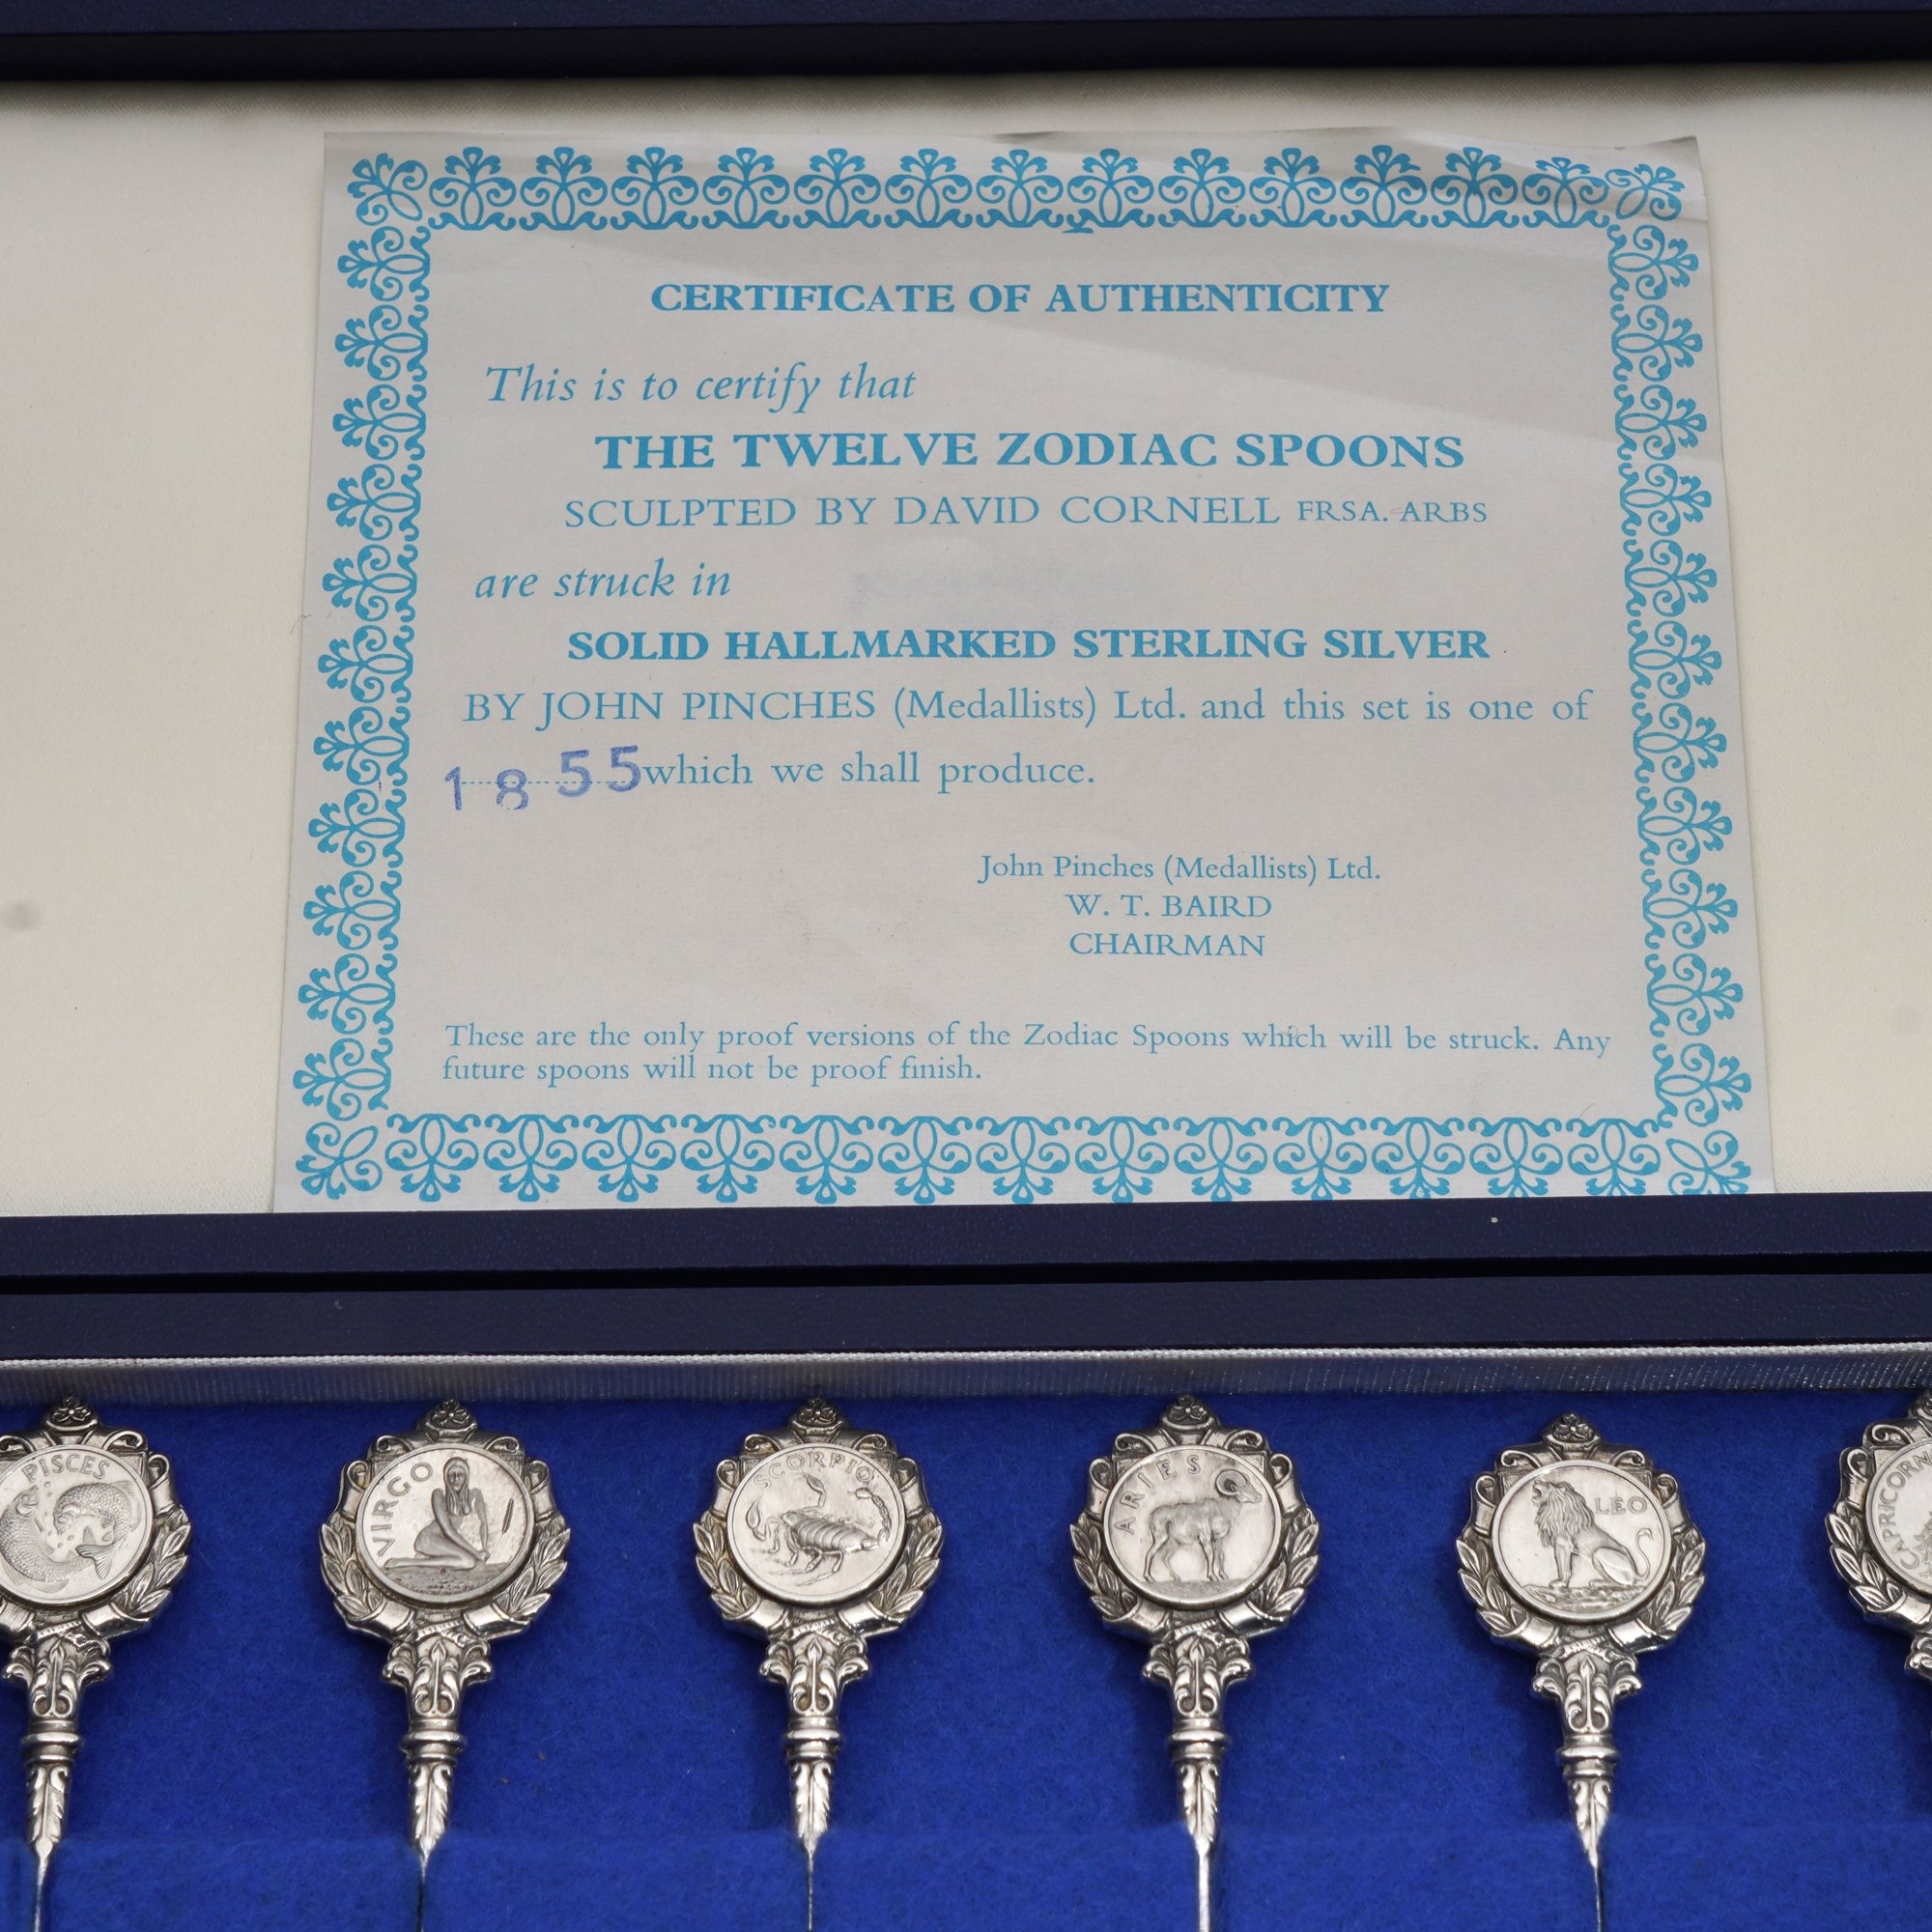 CERTIFICATE OF AUTHENTICITY
This is to certify that
THE TWELVE ZODIAC SPOONS
SCULPTED BY DAVID CORNELL FRSA. ARBS
are struck in
SOLID HALLMARKED STERLING SILVER
BY JOHN PINCHES (Medallists) Ltd. and this set is one of
1855 which we shall produce.
John Pinches (Medallists) Ltd.
W. T. BAIRD
CHAIRMAN
These are the only proof versions of the Zodiac Spoons which will be struck. Any
future spoons will not be proof finish.
PISCES
VIRGO
SCORPIO
ARIES
LEO
CAPRICORN